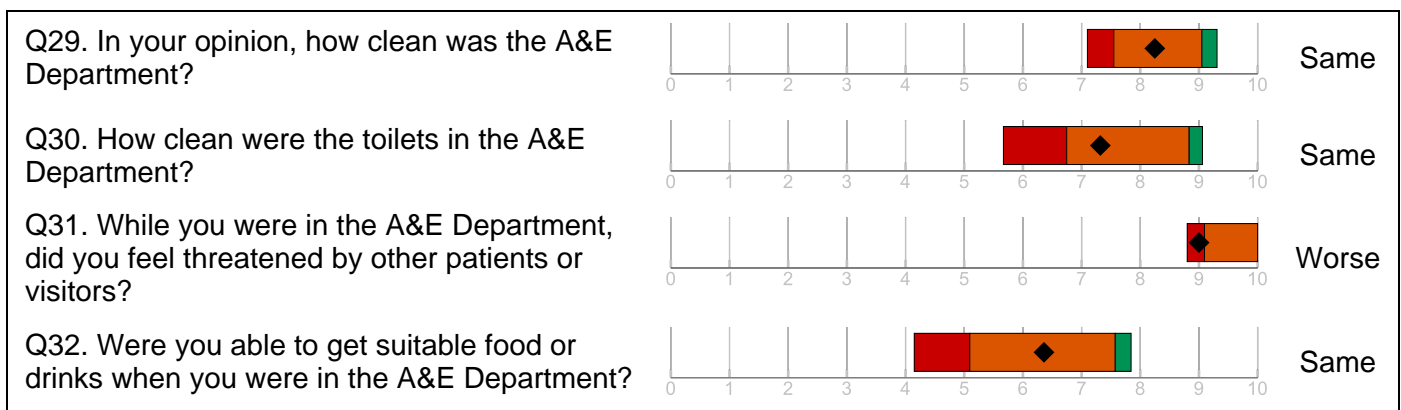 Q29. In your opinion, how clean was the A&E
Department?
0 1 2 3 4 5 6 7 8 9 10
Same
Q30. How clean were the toilets in the A&E
Department?
0 1 2 3 4 5 6 7 8 9 10
Same
Q31. While you were in the A&E Department,
did you feel threatened by other patients or
visitors?
0 1 2 3 4 5 6 7 8 9 10
Worse
Q32. Were you able to get suitable food or
drinks when you were in the A&E Department?
0 1 2 3 4 5 6 7 8 9 10
Same